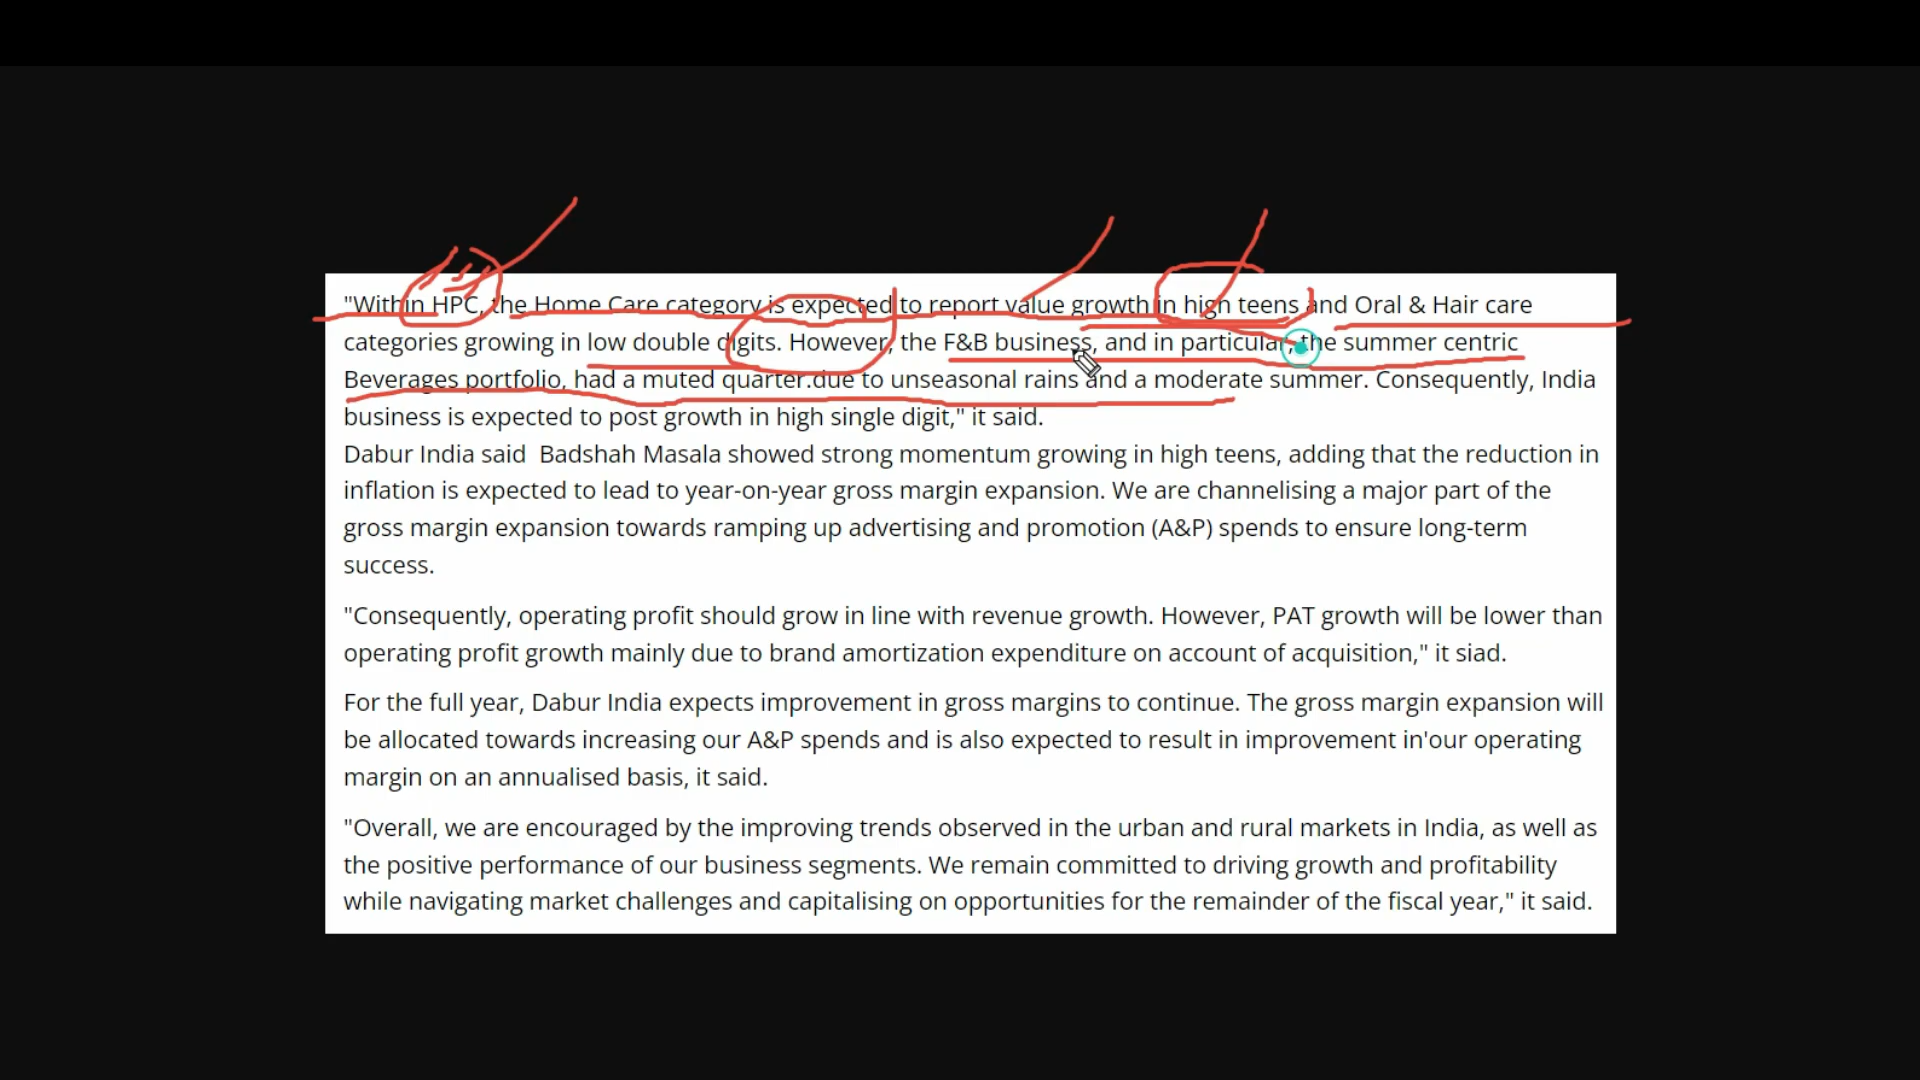 "Within HPC, the Home Care category is expected to report value growth in high teens and Oral & Hair care
categories growing in low double digits. However, the F&B business, and in particular, the summer centric
Beverages portfolio, had a muted quarter.due to unseasonal rains and a moderate summer. Consequently, India
business is expected to post growth in high single digit," it said.
Dabur India said Badshah Masala showed strong momentum growing in high teens, adding that the reduction in
inflation is expected to lead to year-on-year gross margin expansion. We are channelising a major part of the
gross margin expansion towards ramping up advertising and promotion (A&P) spends to ensure long-term
success.
"Consequently, operating profit should grow in line with revenue growth. However, PAT growth will be lower than
operating profit growth mainly due to brand amortization expenditure on account of acquisition," it siad.
For the full year, Dabur India expects improvement in gross margins to continue. The gross margin expansion will
be allocated towards increasing our A&P spends and is also expected to result in improvement in'our operating
margin on an annualised basis, it said.
"Overall, we are encouraged by the improving trends observed in the urban and rural markets in India, as well as
the positive performance of our business segments. We remain committed to driving growth and profitability
while navigating market challenges and capitalising on opportunities for the remainder of the fiscal year," it said.